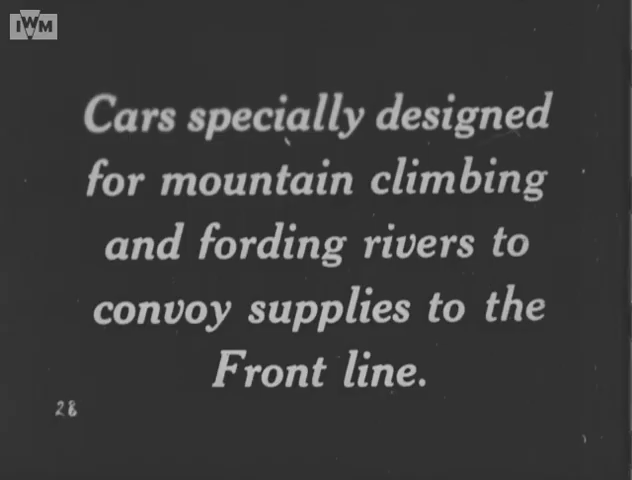 IWM
Cars specially designed
for mountain climbing
and fording rivers to
convoy supplies to the
Front line.
28